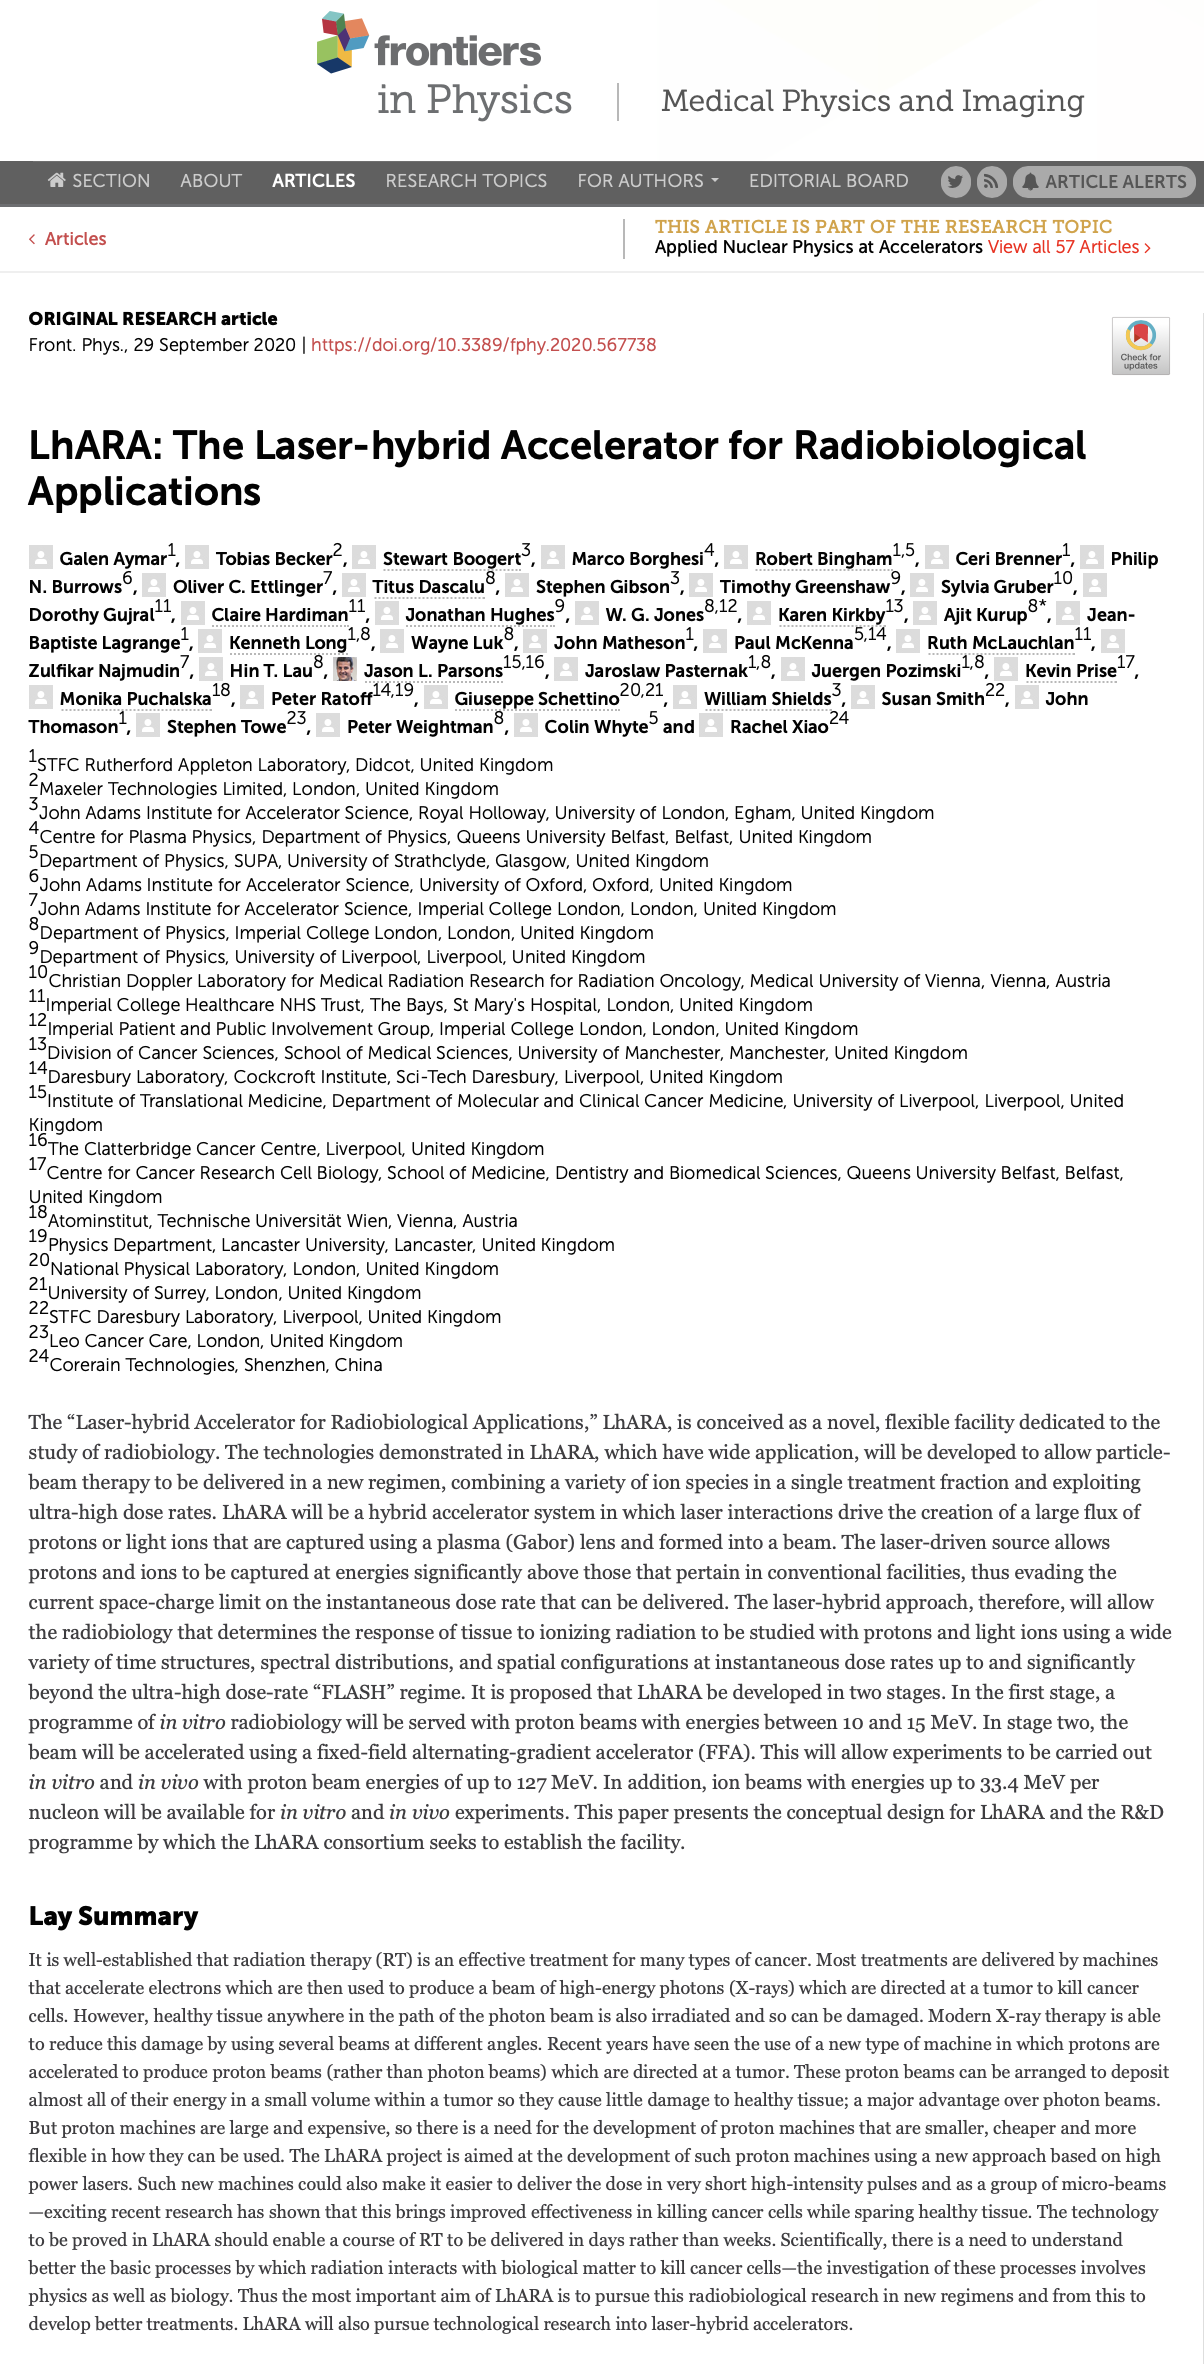 frontiers
in Physics
Medical Physics and Imaging
SECTION ABOUT ARTICLES RESEARCH TOPICS FOR AUTHORS EDITORIAL BOARD ARTICLE ALERTS
Articles
THIS ARTICLE IS PART OF THE RESEARCH TOPIC
Applied Nuclear Physics at Accelerators View all 57 Articles >
ORIGINAL RESEARCH article
Front. Phys., 29 September 2020 | https://doi.org/10.3389/fphy.2020.567738
Check for
updates
LhARA: The Laser-hybrid Accelerator for Radiobiological
Applications
Galen Aymar1, Tobias Becker2, Stewart Boogert3, Marco Borghesi4, Robert Bingham1,5, Ceri Brenner1, Philip
N. Burrows6, Oliver C. Ettlinger7, Titus Dascalu8, Stephen Gibson3, Timothy Greenshaw9, Sylvia Gruber10,
Dorothy Gujral11, Claire Hardiman11, Jonathan Hughes9, W. G. Jones8,12, Karen Kirkby13, Ajit Kurup8*, Jean-
Baptiste Lagrange1, Kenneth Long1,8, Wayne Luk8, John Matheson1, Paul McKenna5,14, Ruth McLauchlan11,
Zulfikar Najmudin7, Hin T. Lau8, Jason L. Parsons15,16, Jaroslaw Pasternak1,8, Juergen Pozimski1,8, Kevin Prise17,
Monika Puchalska18, Peter Ratoff14,19, Giuseppe Schettino20,21, William Shields3, Susan Smith22, John
Thomason1, Stephen Towe23, Peter Weightman8, Colin Whyte5 and Rachel Xiao24
1STFC Rutherford Appleton Laboratory, Didcot, United Kingdom
2Maxeler Technologies Limited, London, United Kingdom
3John Adams Institute for Accelerator Science, Royal Holloway, University of London, Egham, United Kingdom
4Centre for Plasma Physics, Department of Physics, Queens University Belfast, Belfast, United Kingdom
5Department of Physics, SUPA, University of Strathclyde, Glasgow, United Kingdom
6John Adams Institute for Accelerator Science, University of Oxford, Oxford, United Kingdom
7John Adams Institute for Accelerator Science, Imperial College London, London, United Kingdom
8Department of Physics, Imperial College London, London, United Kingdom
9Department of Physics, University of Liverpool, Liverpool, United Kingdom
10Christian Doppler Laboratory for Medical Radiation Research for Radiation Oncology, Medical University of Vienna, Vienna, Austria
11Imperial College Healthcare NHS Trust, The Bays, St Mary's Hospital, London, United Kingdom
12Imperial Patient and Public Involvement Group, Imperial College London, London, United Kingdom
13Division of Cancer Sciences, School of Medical Sciences, University of Manchester, Manchester, United Kingdom
14Daresbury Laboratory, Cockcroft Institute, Sci-Tech Daresbury, Liverpool, United Kingdom
15Institute of Translational Medicine, Department of Molecular and Clinical Cancer Medicine, University of Liverpool, Liverpool, United
Kingdom
16The Clatterbridge Cancer Centre, Liverpool, United Kingdom
17Centre for Cancer Research Cell Biology, School of Medicine, Dentistry and Biomedical Sciences, Queens University Belfast, Belfast,
United Kingdom
18Atominstitut, Technische Universität Wien, Vienna, Austria
19Physics Department, Lancaster University, Lancaster, United Kingdom
20National Physical Laboratory, London, United Kingdom
21University of Surrey, London, United Kingdom
22STFC Daresbury Laboratory, Liverpool, United Kingdom
23Leo Cancer Care, London, United Kingdom
24Corerain Technologies, Shenzhen, China
The “Laser-hybrid Accelerator for Radiobiological Applications,” LhARA, is conceived as a novel, flexible facility dedicated to the
study of radiobiology. The technologies demonstrated in LhARA, which have wide application, will be developed to allow particle-
beam therapy to be delivered in a new regimen, combining a variety of ion species in a single treatment fraction and exploiting
ultra-high dose rates. LhARA will be a hybrid accelerator system in which laser interactions drive the creation of a large flux of
protons or light ions that are captured using a plasma (Gabor) lens and formed into a beam. The laser-driven source allows
protons and ions to be captured at energies significantly above those that pertain in conventional facilities, thus evading the
current space-charge limit on the instantaneous dose rate that can be delivered. The laser-hybrid approach, therefore, will allow
the radiobiology that determines the response of tissue to ionizing radiation to be studied with protons and light ions using a wide
variety of time structures, spectral distributions, and spatial configurations at instantaneous dose rates up to and significantly
beyond the ultra-high dose-rate “FLASH” regime. It is proposed that LhARA be developed in two stages. In the first stage, a
programme of in vitro radiobiology will be served with proton beams with energies between 10 and 15 MeV. In stage two, the
beam will be accelerated using a fixed-field alternating-gradient accelerator (FFA). This will allow experiments to be carried out
in vitro and in vivo with proton beam energies of up to 127 MeV. In addition, ion beams with energies up to 33.4 MeV per
nucleon will be available for in vitro and in vivo experiments. This paper presents the conceptual design for LhARA and the R&D
programme by which the LhARA consortium seeks to establish the facility.
Lay Summary
It is well-established that radiation therapy (RT) is an effective treatment for many types of cancer. Most treatments are delivered by machines
that accelerate electrons which are then used to produce a beam of high-energy photons (X-rays) which are directed at a tumor to kill cancer
cells. However, healthy tissue anywhere in the path of the photon beam is also irradiated and so can be damaged. Modern X-ray therapy is able
to reduce this damage by using several beams at different angles. Recent years have seen the use of a new type of machine in which protons are
accelerated to produce proton beams (rather than photon beams) which are directed at a tumor. These proton beams can be arranged to deposit
almost all of their energy in a small volume within a tumor so they cause little damage to healthy tissue; a major advantage over photon beams.
But proton machines are large and expensive, so there is a need for the development of proton machines that are smaller, cheaper and more
flexible in how they can be used. The LhARA project is aimed at the development of such proton machines using a new approach based on high
power lasers. Such new machines could also make it easier to deliver the dose in very short high-intensity pulses and as a group of micro-beams
—exciting recent research has shown that this brings improved effectiveness in killing cancer cells while sparing healthy tissue. The technology
to be proved in LhARA should enable a course of RT to be delivered in days rather than weeks. Scientifically, there is a need to understand
better the basic processes by which radiation interacts with biological matter to kill cancer cells—the investigation of these processes involves
physics as well as biology. Thus the most important aim of LhARA is to pursue this radiobiological research in new regimens and from this to
develop better treatments. LhARA will also pursue technological research into laser-hybrid accelerators.